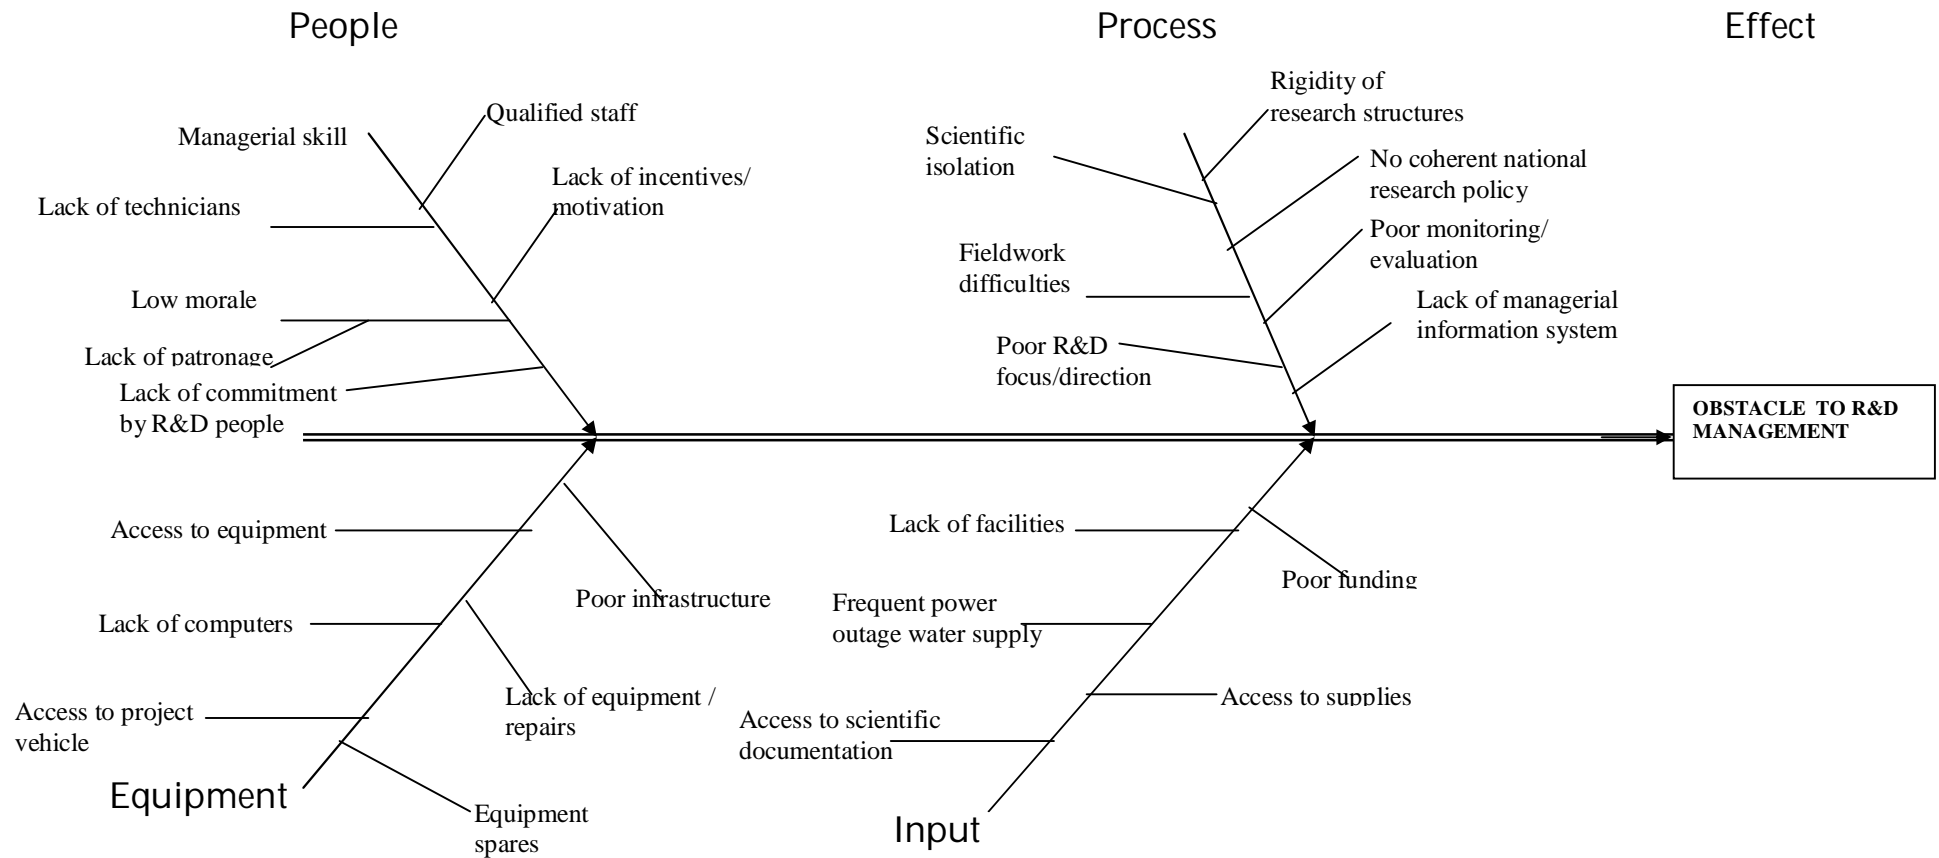 People
Process
Effect
Managerial skill
Qualified staff
Lack of technicians
Lack of incentives/
motivation
Low morale
Lack of patronage
Lack of commitment
by R&D people
Rigidity of
research structures
Scientific
isolation
No coherent national
research policy
Poor monitoring/
evaluation
Fieldwork
difficulties
Lack of managerial
information system
Poor R&D
focus/direction
OBSTACLE TO R&D
MANAGEMENT
Access to equipment
Poor infrastructure
Lack of computers
Lack of equipment /
repairs
Access to project
vehicle
Equipment
Equipment
spares
Lack of facilities
Poor funding
Frequent power
outage water supply
Access to supplies
Access to scientific
documentation
Input